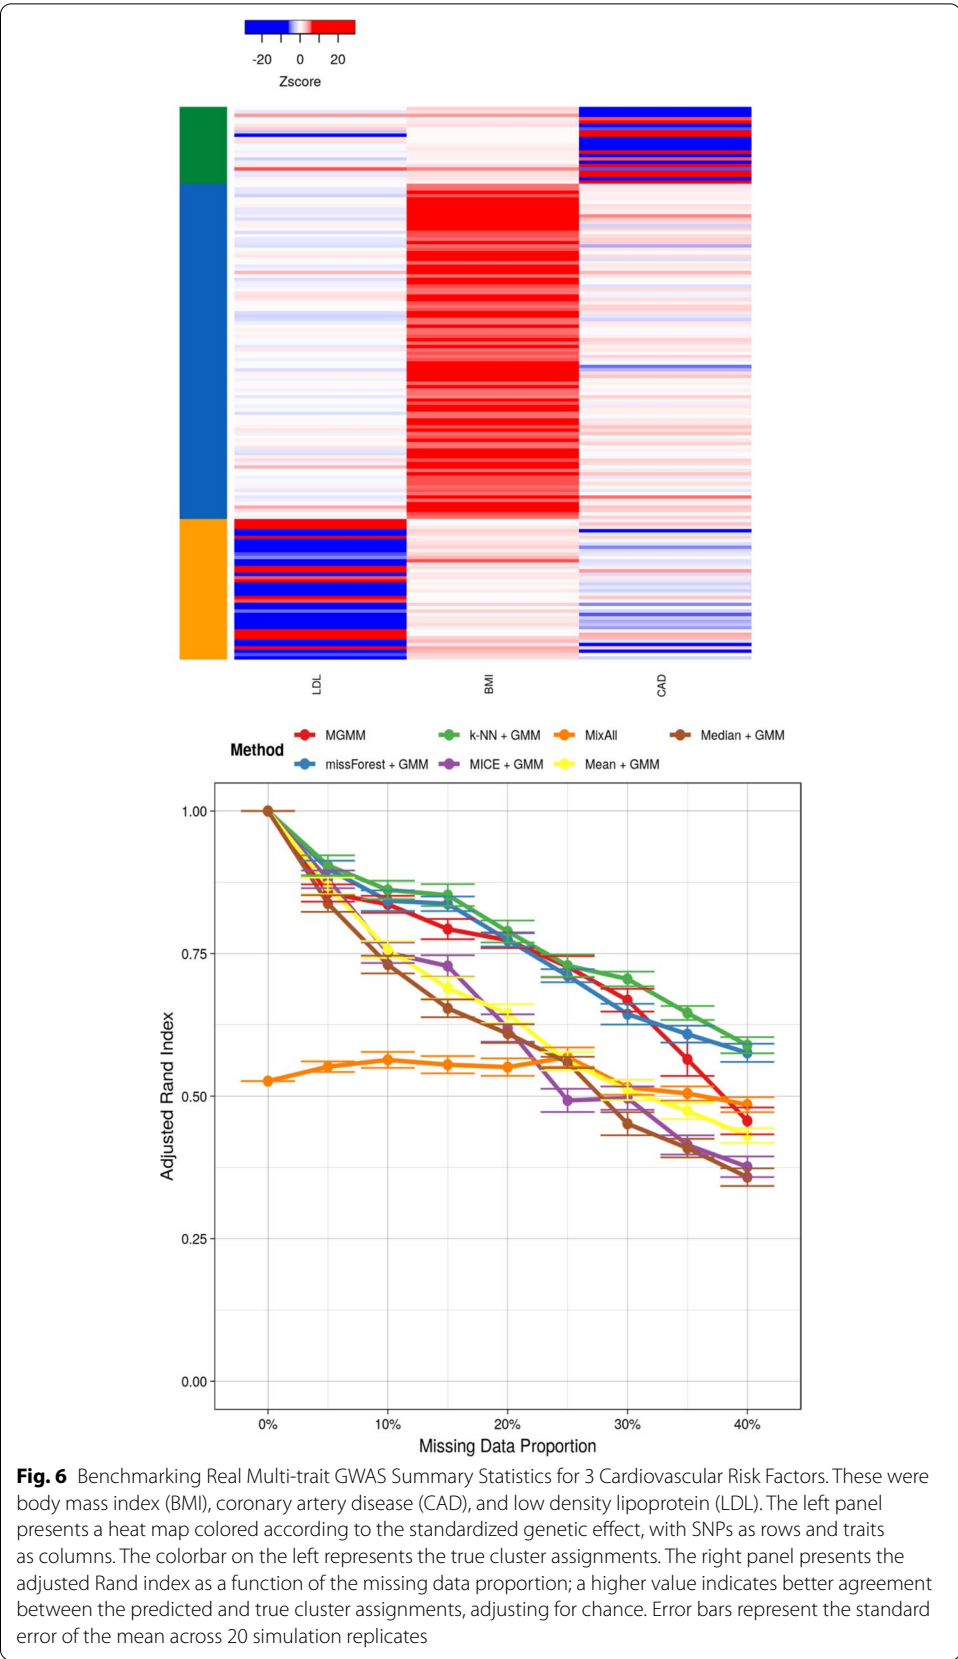 -20 0 20
Zscore
LDL
BMI
CAD
Method
MGMM
k-NN + GMM
MixAll
Median + GMM
missForest + GMM
MICE + GMM
Mean + GMM
Adjusted Rand Index
1.00
0.75
0.50
0.25
0.00
0% 10% 20% 30% 40%
Missing Data Proportion
Fig. 6 Benchmarking Real Multi-trait GWAS Summary Statistics for 3 Cardiovascular Risk Factors. These were
body mass index (BMI), coronary artery disease (CAD), and low density lipoprotein (LDL). The left panel
presents a heat map colored according to the standardized genetic effect, with SNPs as rows and traits
as columns. The colorbar on the left represents the true cluster assignments. The right panel presents the
adjusted Rand index as a function of the missing data proportion; a higher value indicates better agreement
between the predicted and true cluster assignments, adjusting for chance. Error bars represent the standard
error of the mean across 20 simulation replicates